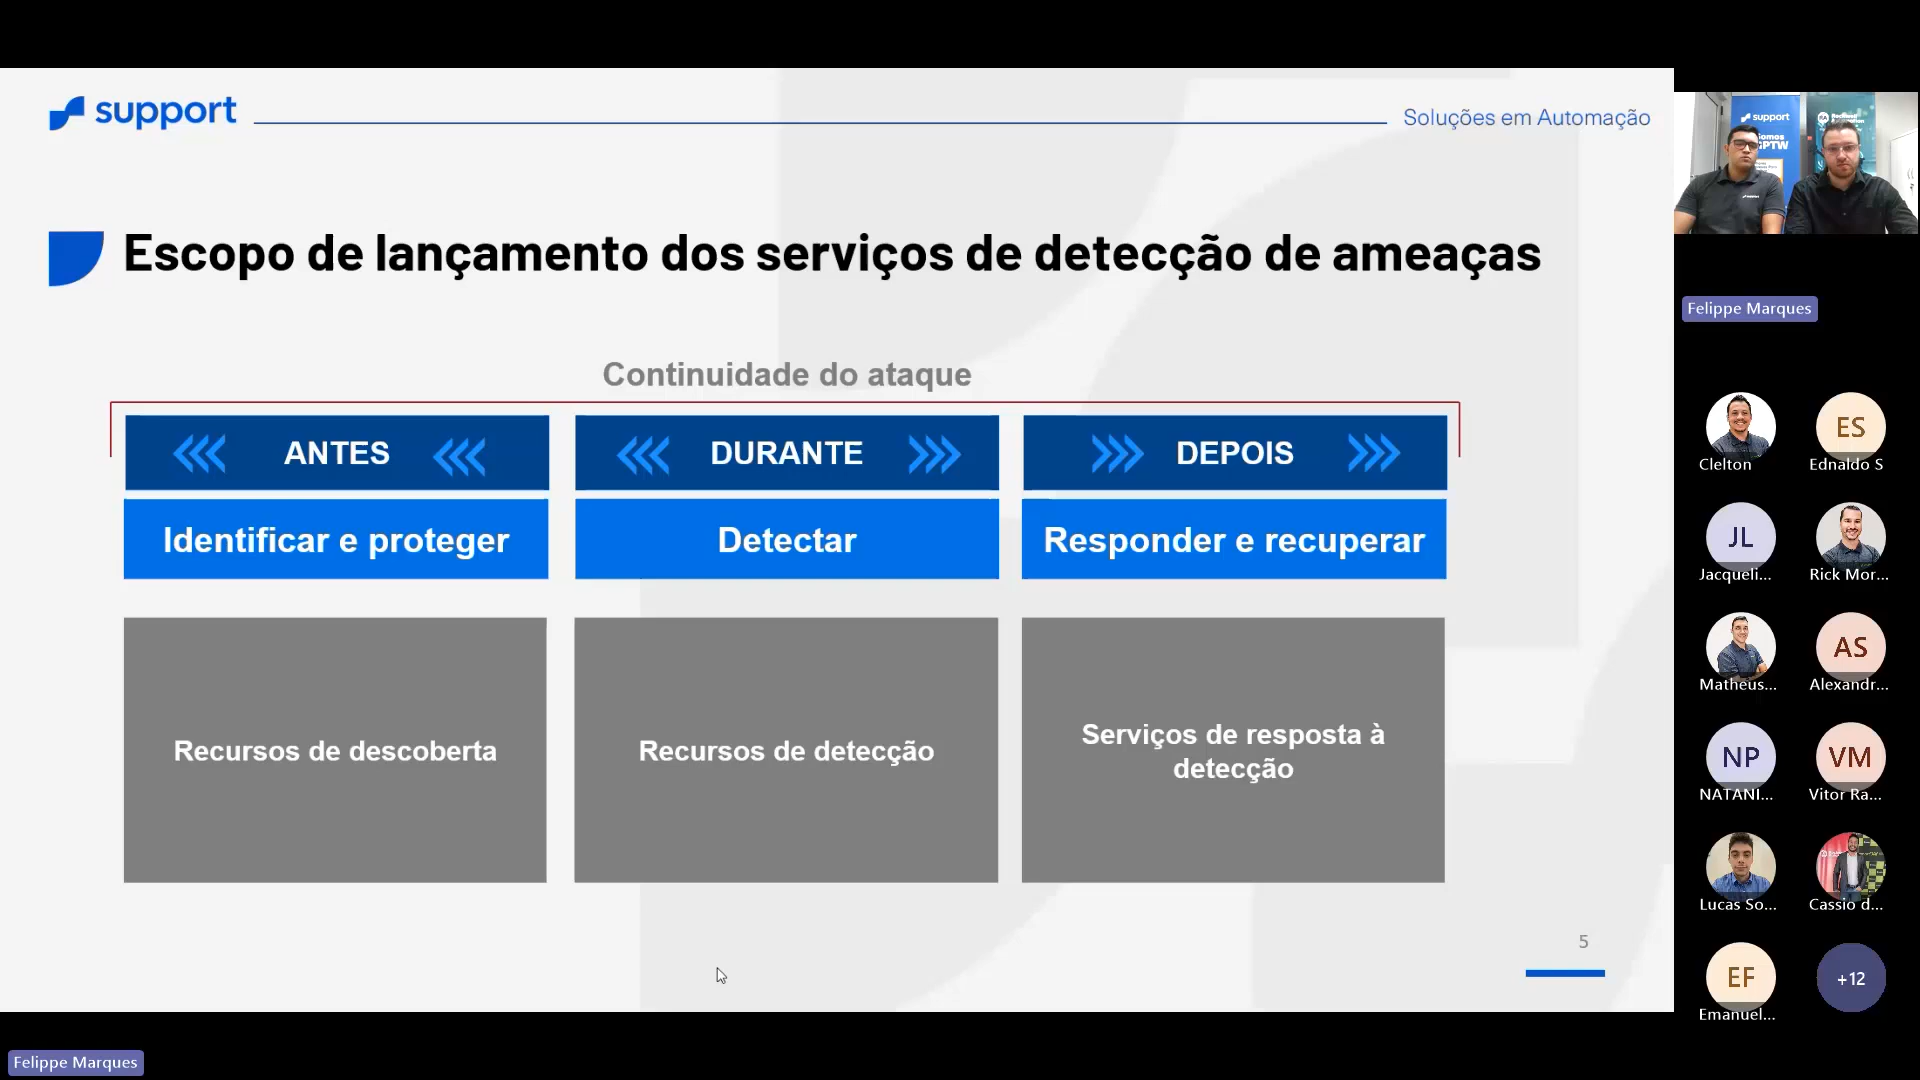 support
Soluções em Automação
Escopo de lançamento dos serviços de detecção de ameaças
Continuidade do ataque
ANTES
DURANTE
DEPOIS
Identificar e proteger
Detectar
Responder e recuperar
Recursos de descoberta
Recursos de detecção
Serviços de resposta à
detecção
5
support
Somos
GPTW
Felippe Marques
Clelton
ES
Ednaldo S
JL
Jacqueli...
Rick Mor...
Matheus...
AS
Alexandr...
NP
NATANI...
VM
Vitor Ra...
Lucas So...
Cassio d...
EF
Emanuel...
+12
Felippe Marques